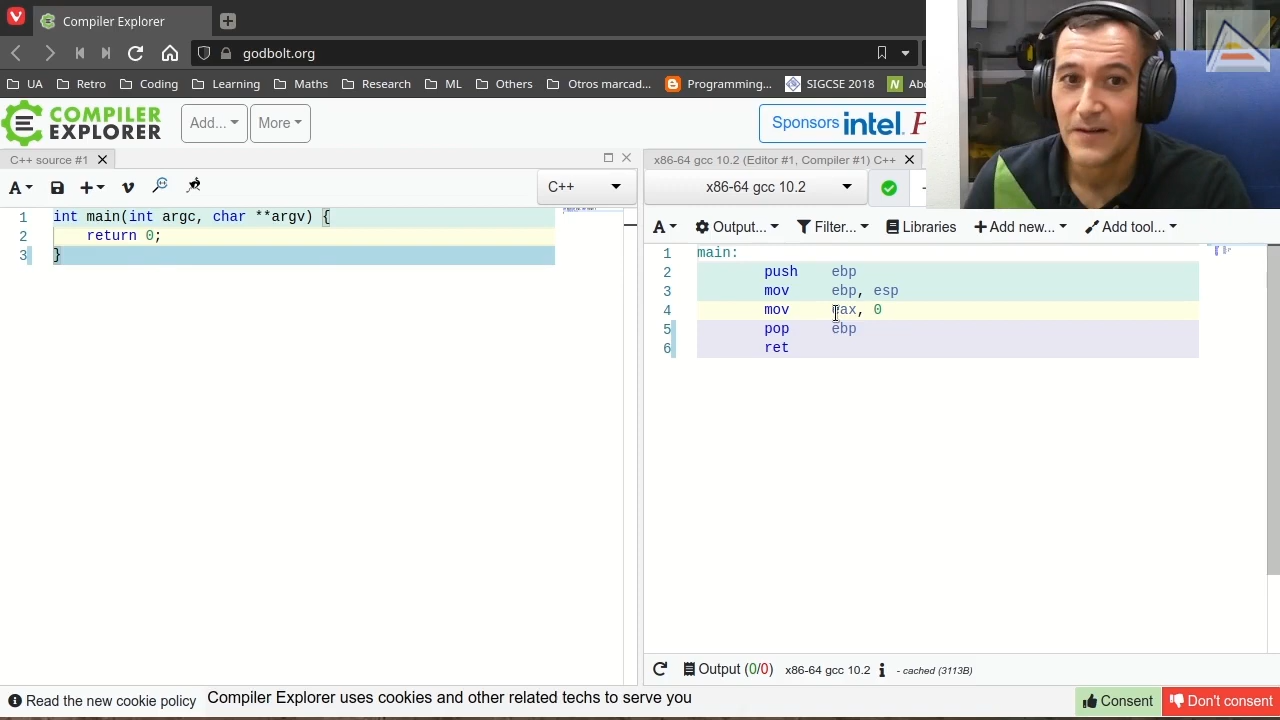 Compiler Explorer
godbolt.org
UA Retro Coding Learning Maths Research ML Others Otros marcad... Programming... SIGCSE 2018 N
COMPILER EXPLORER
Add... More
Sponsors intel.
C++ source #1
x86-64 gcc 10.2 (Editor #1, Compiler #1) C++
A C++
x86-64 gcc 10.2
A Output... Filter... Libraries Add new... Add tool...
1 int main(int argc, char **argv) {
2 return 0;
3 }
1 main:
2 push ebp
3 mov ebp, esp
4 mov eax, 0
5 pop ebp
6 ret
Output (0/0) x86-64 gcc 10.2 i - cached (3113B)
Read the new cookie policy Compiler Explorer uses cookies and other related techs to serve you Consent Don't consent